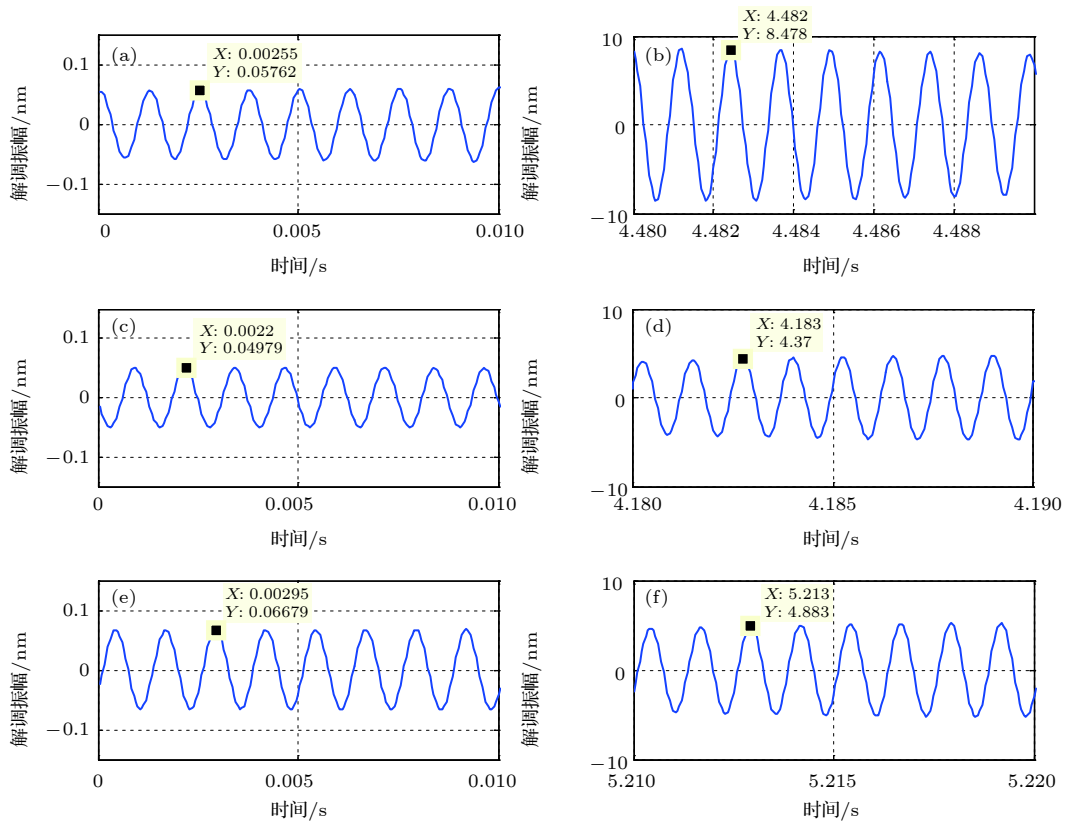 (a)
X: 0.00255
Y: 0.05762
0.1
0
−0.1
解调振幅/nm
0
0.005
0.010
时间/s
(b)
X: 4.482
Y: 8.478
10
0
−10
解调振幅/nm
4.480
4.482
4.484
4.486
4.488
时间/s
(c)
X: 0.0022
Y: 0.04979
0.1
0
−0.1
解调振幅/nm
0
0.005
0.010
时间/s
(d)
X: 4.183
Y: 4.37
10
0
−10
解调振幅/nm
4.180
4.185
4.190
时间/s
(e)
X: 0.00295
Y: 0.06679
0.1
0
−0.1
解调振幅/nm
0
0.005
0.010
时间/s
(f)
X: 5.213
Y: 4.883
10
0
−10
解调振幅/nm
5.210
5.215
5.220
时间/s